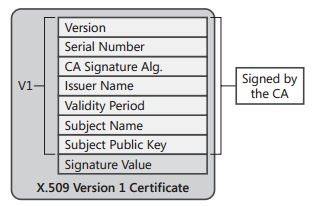 Version
Serial Number
CA Signature Alg.
V1
Issuer Name
Validity Period
Subject Name
Subject Public Key
Signature Value
Signed by
the CA
X.509 Version 1 Certificate